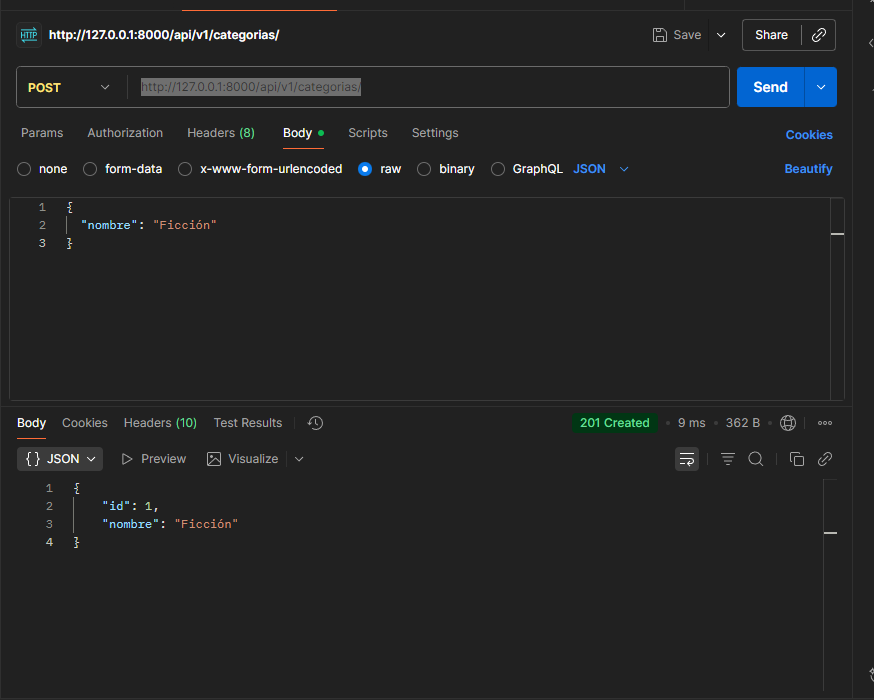 HTTP http://127.0.0.1:8000/api/v1/categorias/ Save Share
POST http://127.0.0.1:8000/api/v1/categorias/ Send
Params Authorization Headers (8) Body Scripts Settings Cookies
none form-data x-www-form-urlencoded raw binary GraphQL JSON Beautify
1 {
2 "nombre": "Ficción"
3 }
Body Cookies Headers (10) Test Results 201 Created 9 ms 362 B
{} JSON Preview Visualize
1 {
2 "id": 1,
3 "nombre": "Ficción"
4 }